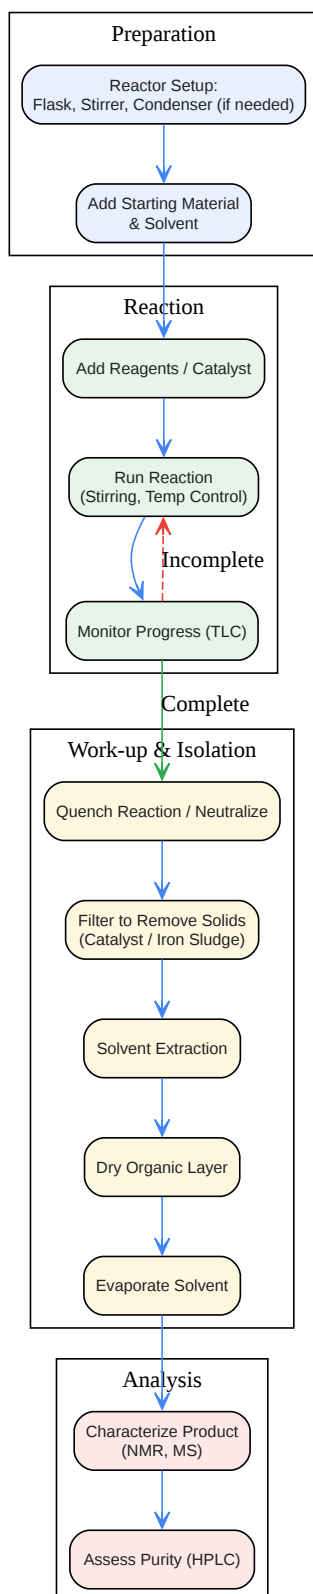 Preparation
Reactor Setup:
Flask, Stirrer, Condenser (if needed)
Add Starting Material
& Solvent
Reaction
Add Reagents / Catalyst
Run Reaction
(Stirring, Temp Control)
Incomplete
Monitor Progress (TLC)
Complete
Work-up & Isolation
Quench Reaction / Neutralize
Filter to Remove Solids
(Catalyst / Iron Sludge)
Solvent Extraction
Dry Organic Layer
Evaporate Solvent
Analysis
Characterize Product
(NMR, MS)
Assess Purity (HPLC)